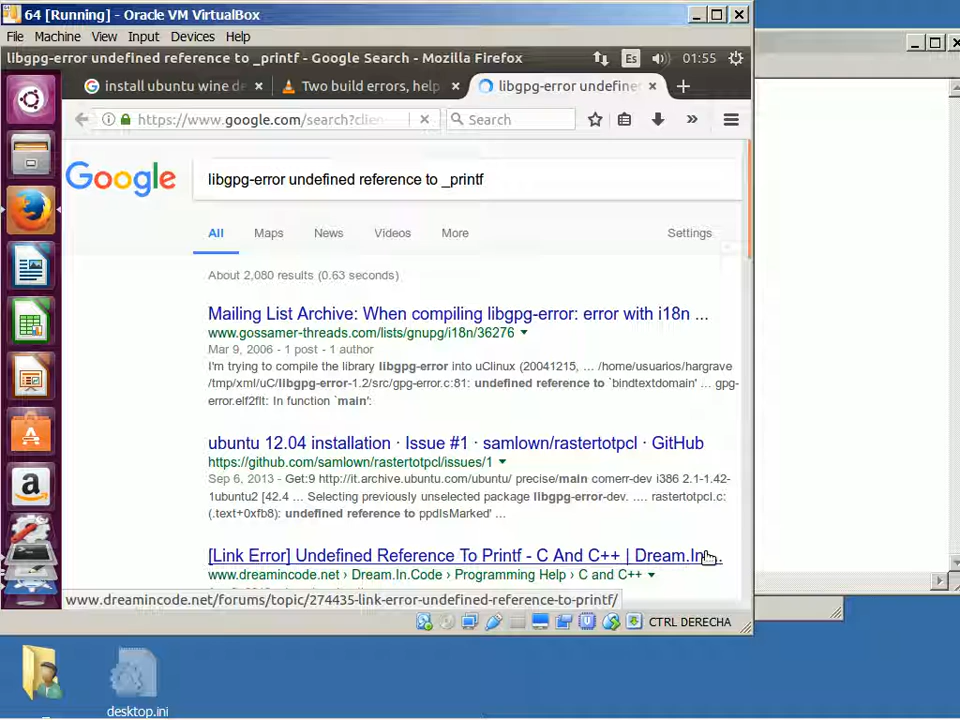 64 [Running] - Oracle VM VirtualBox
File Machine View Input Devices Help
libgpg-error undefined reference to _printf - Google Search - Mozilla Firefox
Es
01:55
install ubuntu wine de
Two build errors, help
libgpg-error undefine
https://www.google.com/search?clien
Search
Google
libgpg-error undefined reference to _printf
All Maps News Videos More Settings
About 2,080 results (0.63 seconds)
Mailing List Archive: When compiling libgpg-error: error with i18n ...
www.gossamer-threads.com/lists/gnupg/i18n/36276
Mar 9, 2006 - 1 post - 1 author
I'm trying to compile the library libgpg-error into uClinux (20041215, ... /home/usuarios/hargrave
/tmp/xml/uC/libgpg-error-1.2/src/gpg-error.c:81: undefined reference to `bindtextdomain' ... gpg-
error.elf2flt: In function `main':
ubuntu 12.04 installation · Issue #1 · samlown/rastertotpcl · GitHub
https://github.com/samlown/rastertotpcl/issues/1
Sep 6, 2013 - Get:9 http://it.archive.ubuntu.com/ubuntu/ precise/main comerr-dev i386 2.1-1.42-
1ubuntu2 [42.4 ... Selecting previously unselected package libgpg-error-dev. .... rastertotpcl.c:
(.text+0xfb8): undefined reference to ppdIsMarked' ...
[Link Error] Undefined Reference To Printf - C And C++ | Dream.In...
www.dreamincode.net › Dream.In.Code › Programming Help › C and C++
www.dreamincode.net/forums/topic/274435-link-error-undefined-reference-to-printf/
CTRL DERECHA
desktop.ini